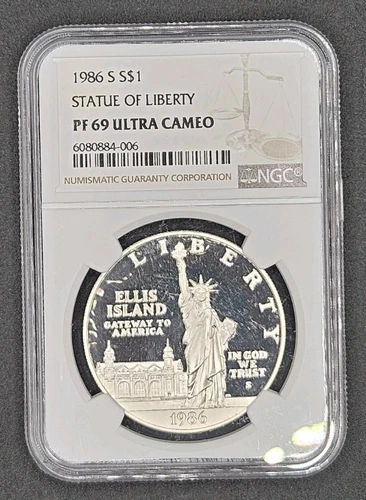 1986 S S$1
STATUE OF LIBERTY
PF 69 ULTRA CAMEO
6080884-006
NUMISMATIC GUARANTY CORPORATION
NGC®
LIBERTY
ELLIS
ISLAND
GATEWAY TO
AMERICA
IN GOD
WE
TRUST
S
1986